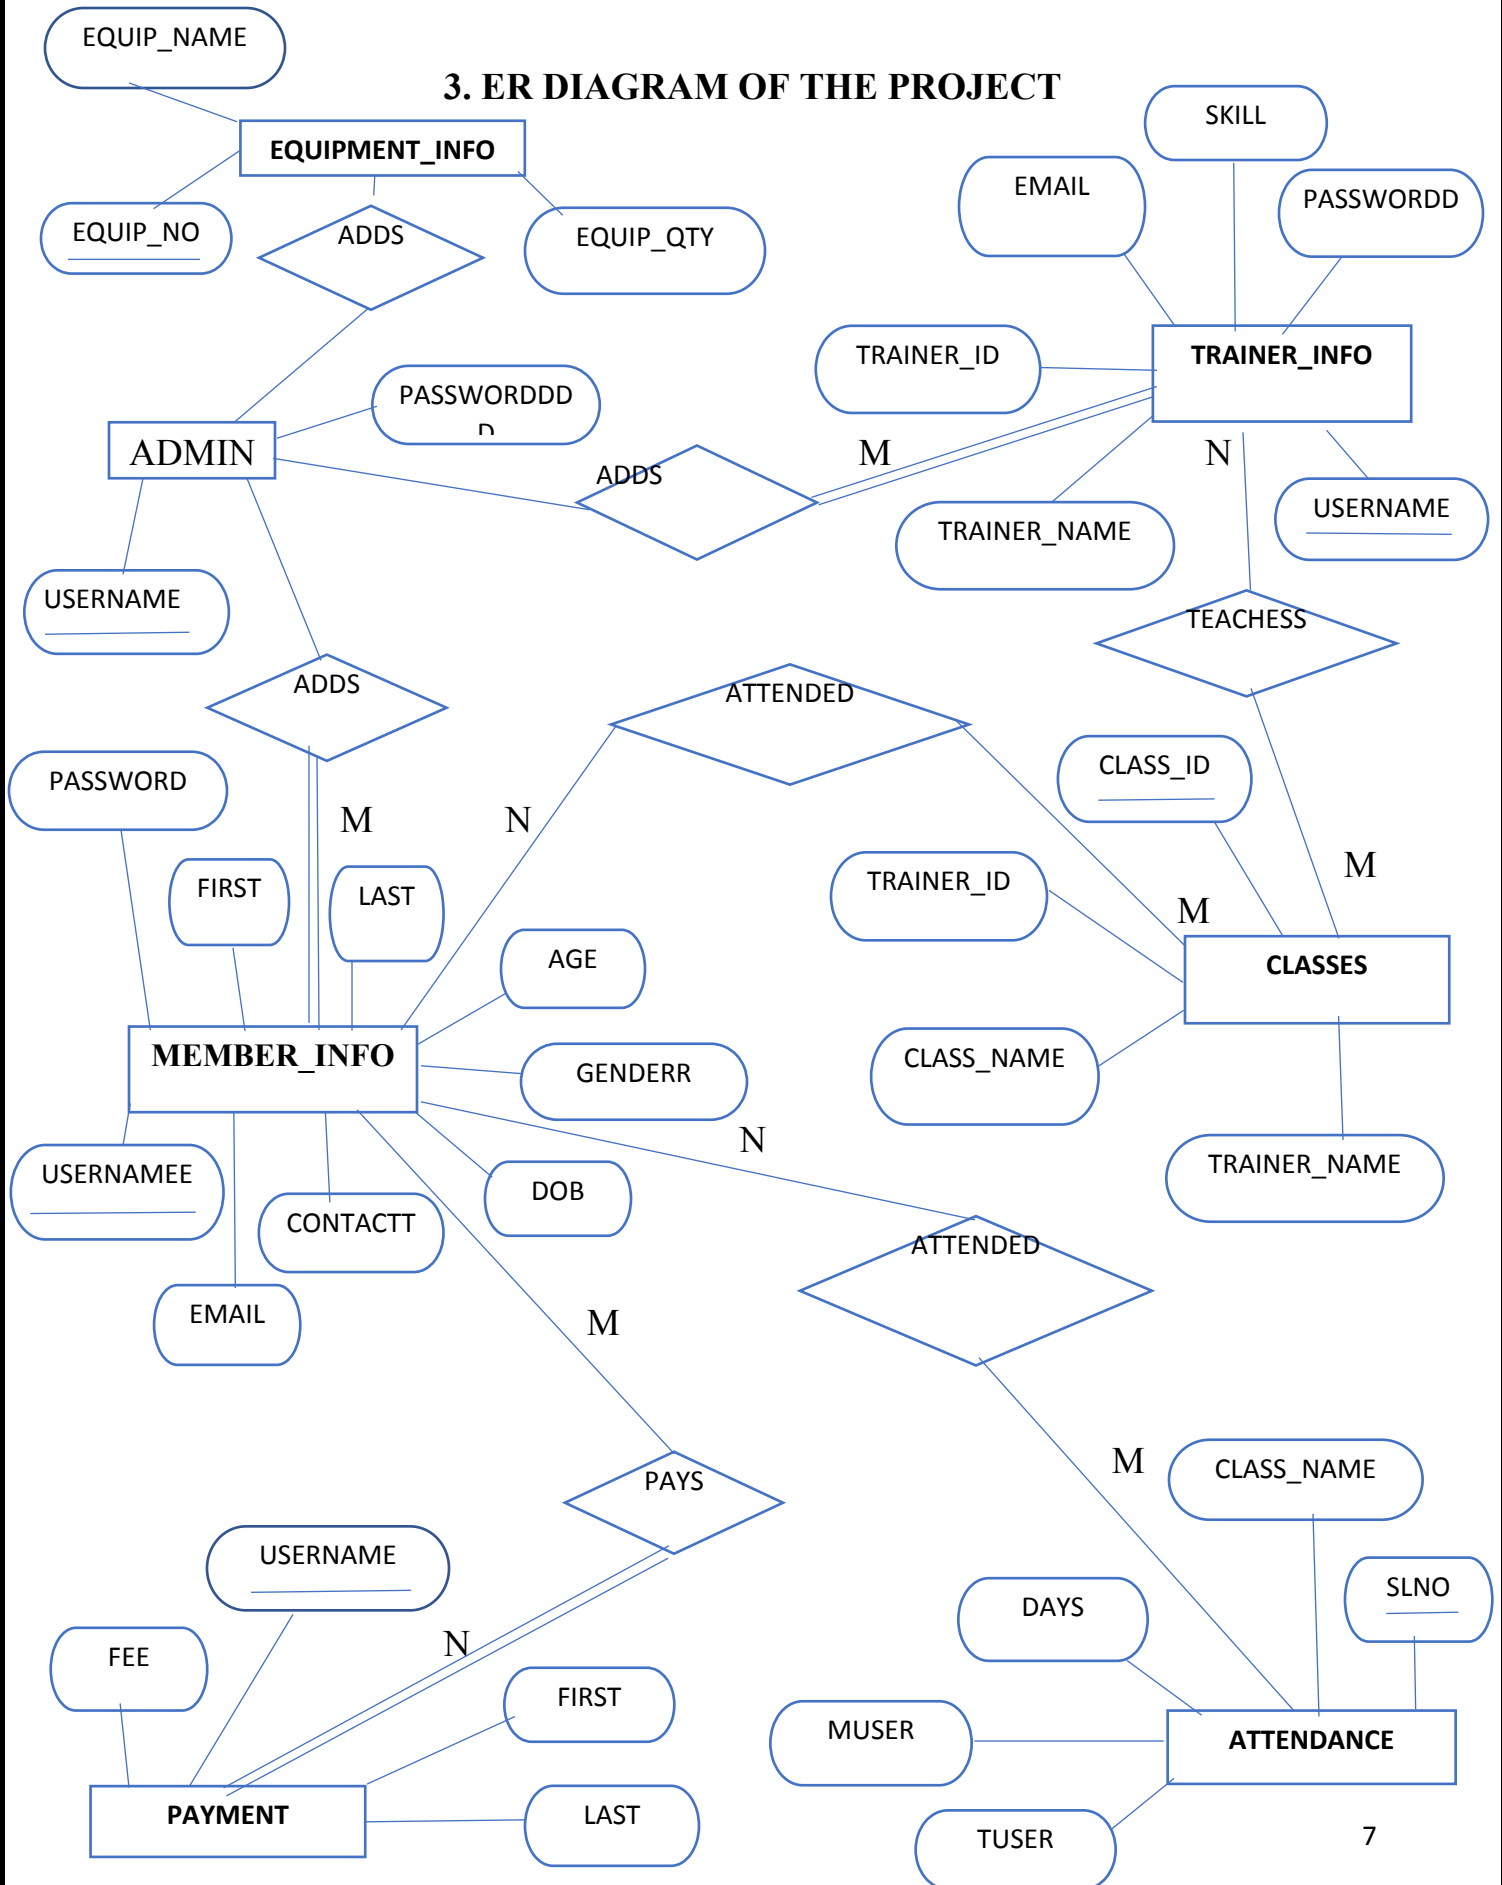 EQUIP_NAME
3. ER DIAGRAM OF THE PROJECT
SKILL
EQUIPMENT_INFO
EMAIL
PASSWORDD
EQUIP_NO
ADDS
EQUIP_QTY
TRAINER_ID
TRAINER_INFO
PASSWORDDD
D
ADMIN
M
N
ADDS
USERNAME
TRAINER_NAME
USERNAME
TEACHESS
ADDS
ATTENDED
CLASS_ID
PASSWORD
M
N
M
FIRST
LAST
TRAINER_ID
M
AGE
CLASSES
MEMBER_INFO
GENDERR
CLASS_NAME
N
USERNAMEE
DOB
TRAINER_NAME
CONTACTT
ATTENDED
EMAIL
M
PAYS
M
CLASS_NAME
USERNAME
SLNO
DAYS
N
FEE
FIRST
MUSER
ATTENDANCE
PAYMENT
LAST
TUSER
7